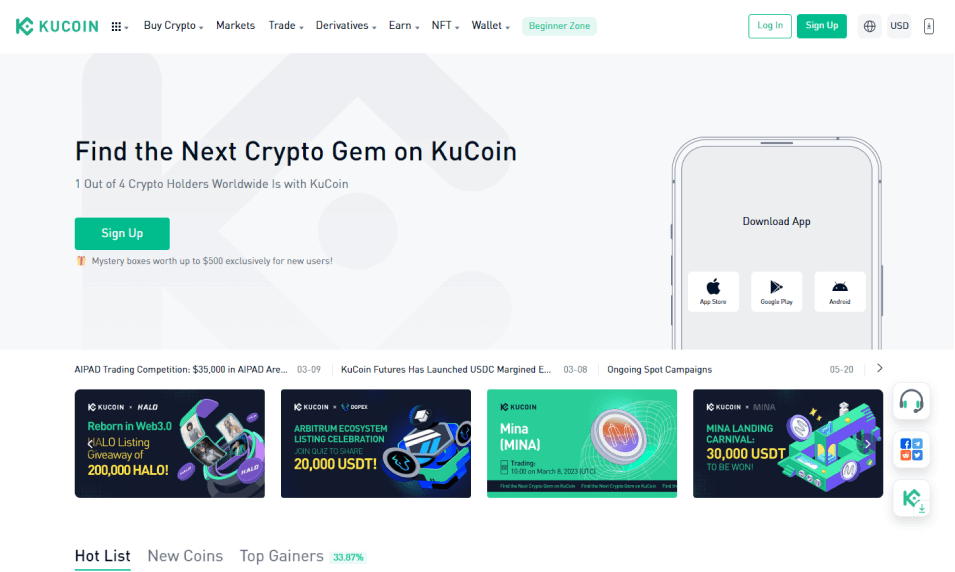 KUCOIN Buy Crypto Markets Trade Derivatives Earn NFT Wallet Beginner Zone Log In Sign Up USD
Find the Next Crypto Gem on KuCoin
1 Out of 4 Crypto Holders Worldwide Is with KuCoin
Sign Up
Mystery boxes worth up to $500 exclusively for new users!
Download App
App Store Google Play Android
AIPAD Trading Competition: $35,000 in AIPAD Are... 03-09 KuCoin Futures Has Launched USDC Margined E... 03-08 Ongoing Spot Campaigns 05-20
KUCOIN × HALO
Reborn in Web3.0
HALO Listing
Giveaway of
200,000 HALO!
HALO
KUCOIN × DOPEX
ARBITRUM ECOSYSTEM
LISTING CELEBRATION
JOIN QUIZ TO SHARE
20,000 USDT!
KUCOIN
Mina
(MINA)
Trading:
10:00 on March 8, 2023 (UTC)
Find the Next Crypto Gem on KuCoin Find the Next Crypto Gem on KuCoin Find the
KUCOIN × MINA
MINA LANDING
CARNIVAL:
30,000 USDT
TO BE WON!
Hot List New Coins Top Gainers 33.87%